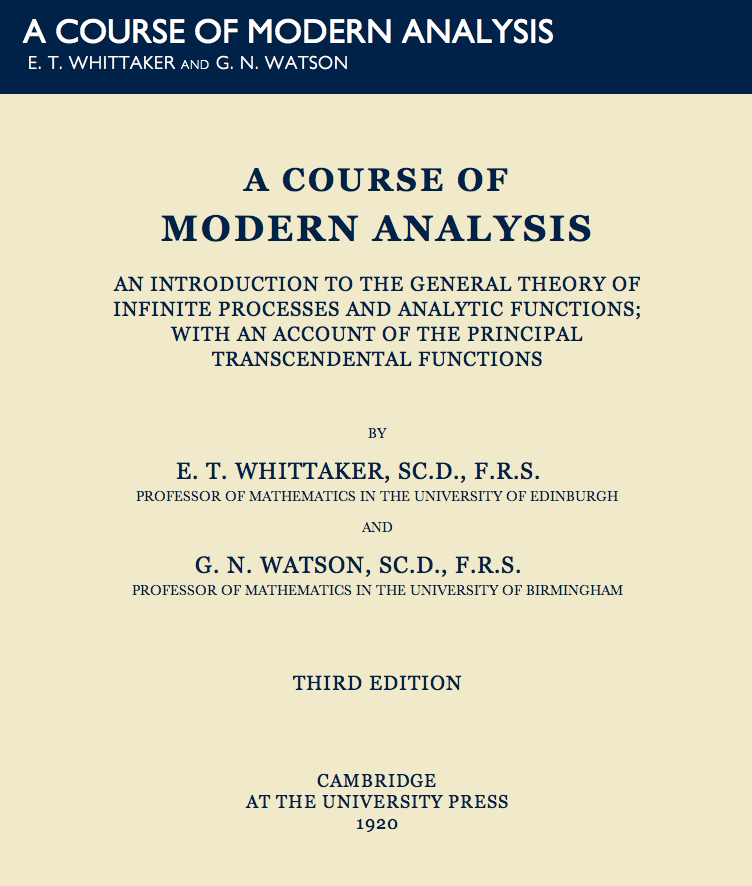 A COURSE OF MODERN ANALYSIS
E. T. WHITTAKER AND G. N. WATSON
A COURSE OF
MODERN ANALYSIS
AN INTRODUCTION TO THE GENERAL THEORY OF
INFINITE PROCESSES AND ANALYTIC FUNCTIONS;
WITH AN ACCOUNT OF THE PRINCIPAL
TRANSCENDENTAL FUNCTIONS
BY
E. T. WHITTAKER, SC.D., F.R.S.
PROFESSOR OF MATHEMATICS IN THE UNIVERSITY OF EDINBURGH
AND
G. N. WATSON, SC.D., F.R.S.
PROFESSOR OF MATHEMATICS IN THE UNIVERSITY OF BIRMINGHAM
THIRD EDITION
CAMBRIDGE
AT THE UNIVERSITY PRESS
1920